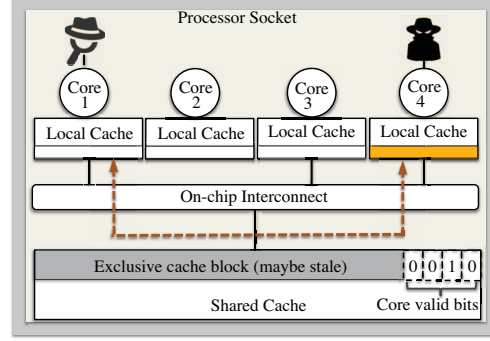 Processor Socket
Core 1
Core 2
Core 3
Core 4
Local Cache
Local Cache
Local Cache
Local Cache
On-chip Interconnect
Exclusive cache block (maybe stale)
0 0 1 0
Shared Cache
Core valid bits